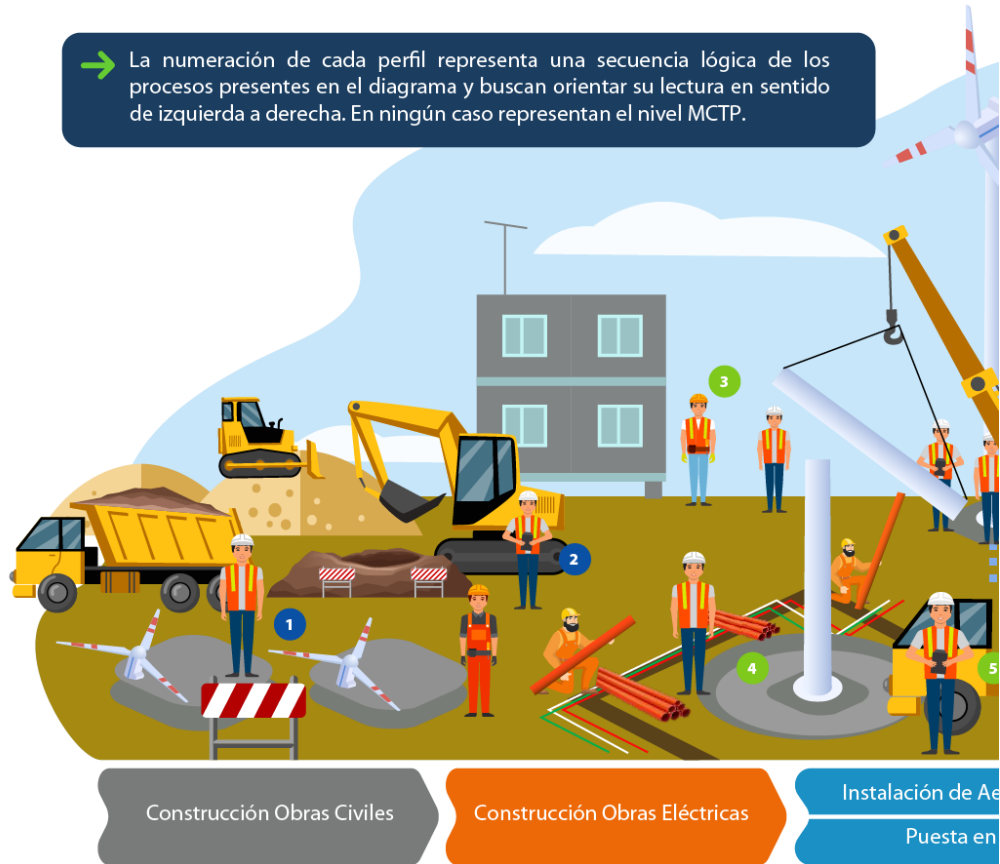 La numeración de cada perfil representa una secuencia lógica de los
procesos presentes en el diagrama y buscan orientar su lectura en sentido
de izquierda a derecha. En ningún caso representan el nivel MCTP.
3
2
1
4
5
Construcción Obras Civiles
Construcción Obras Eléctricas
Instalación de Ae
Puesta en